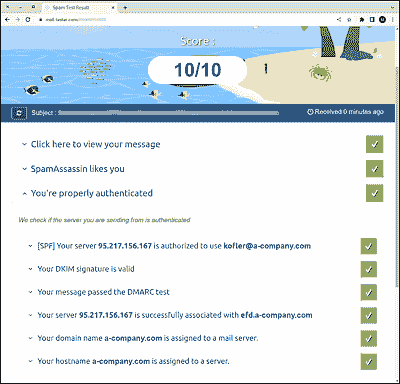 Spam Test Result
Score :
10/10
Subject :
Received 0 minutes ago
Click here to view your message
SpamAssassin likes you
You're properly authenticated
We check if the server you are sending from is authenticated
[SPF] Your server 95.217.156.167 is authorized to use kofler@a-company.com
Your DKIM signature is valid
Your message passed the DMARC test
Your server 95.217.156.167 is successfully associated with efd.a-company.com
Your domain name a-company.com is assigned to a mail server.
Your hostname a-company.com is assigned to a server.